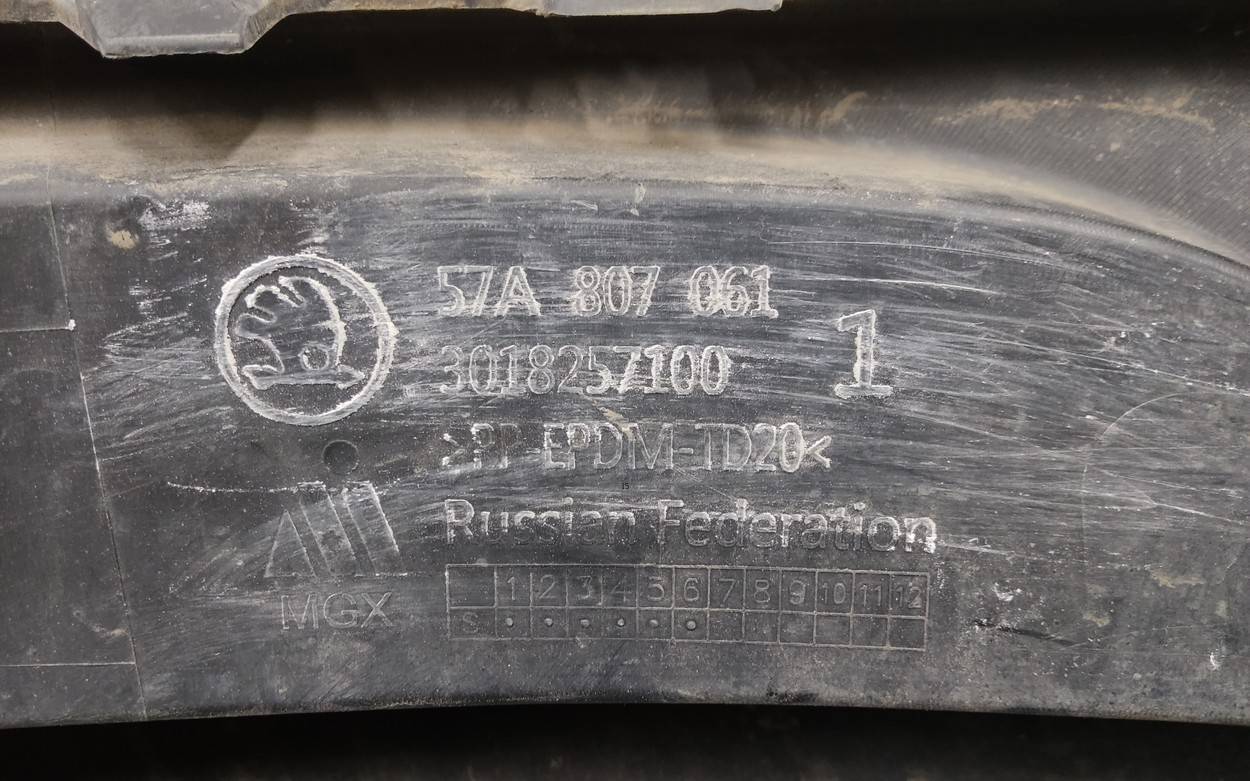 57A 807 061
1
3018257100
>PP-EPDM-TD20<
Russian Federation
MGX
1 2 3 4 5 6 7 8 9 10 11 12
S